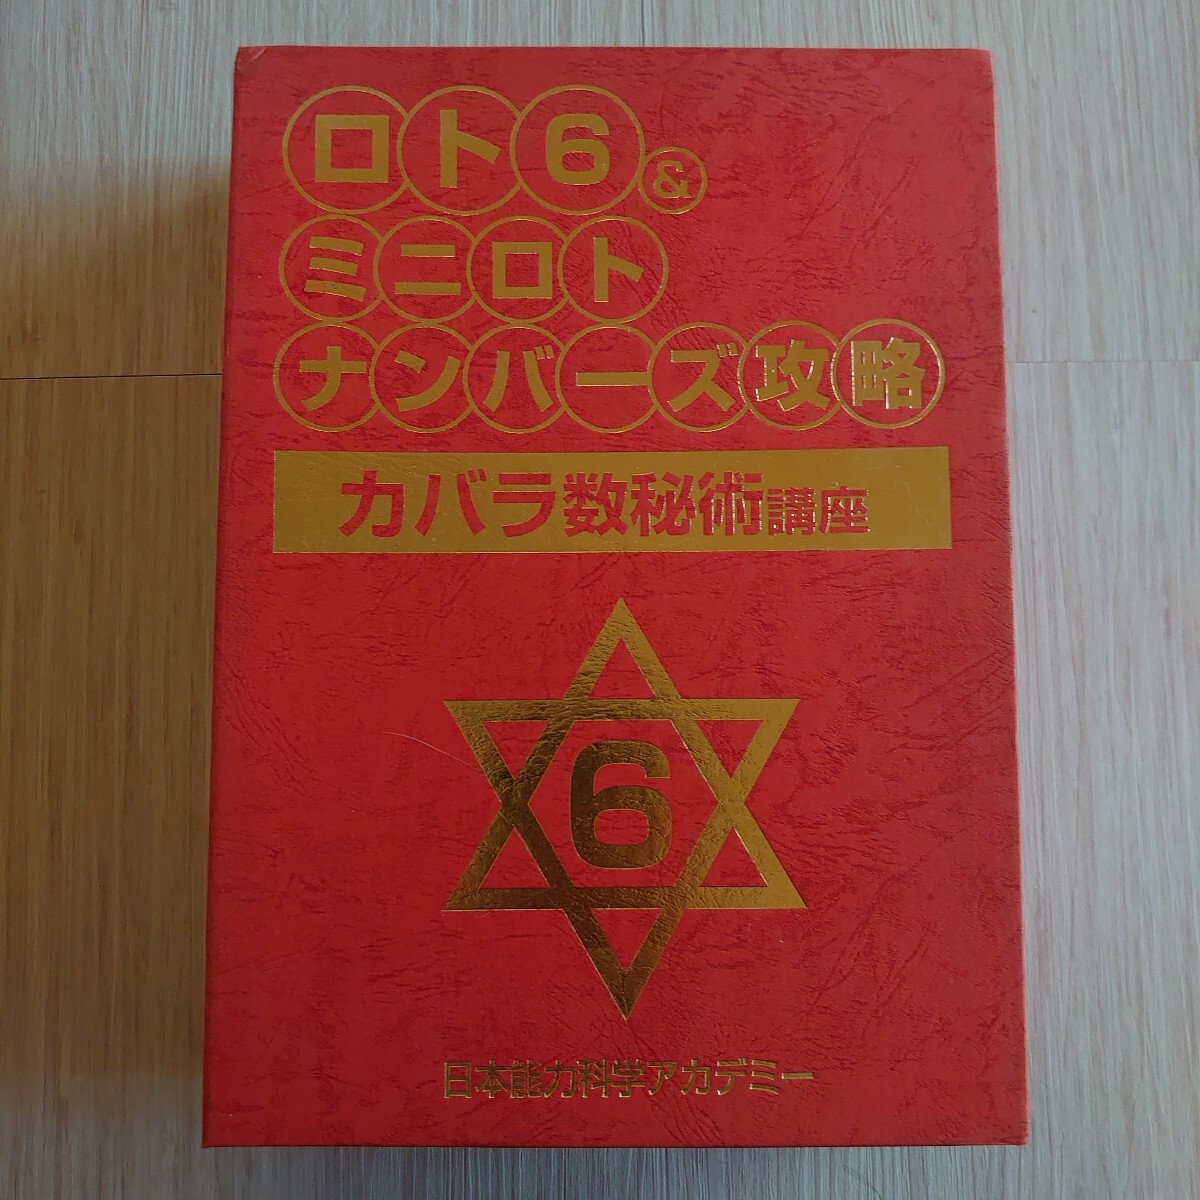 ロト6&
ミニロト
ナンバーズ攻略
カバラ数秘術講座
6
日本能力科学アカデミー